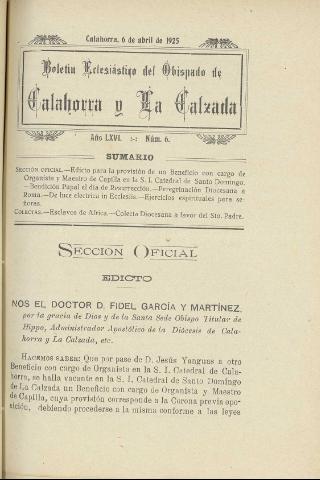 Calahorra, 6 de abril de 1925
Boletín Eclesiástico del Obispado de
Calahorra y La Calzada
Año LXVI. :-: Núm. 6.
SUMARIO
SECCIÓN OFICIAL.—Edicto para la provisión de un Beneficio con cargo de
Organista y Maestro de Capilla en la S. I. Catedral de Santo Domingo.
—Bendición Papal el día de Resurrección.—Peregrinación Diocesana a
Roma.—De luce electrica in Ecclesiis.—Ejercicios espirituales para se-
ñores.
COLECTAS.—Esclavos de Africa.—Colecta Diocesana a favor del Sto. Padre.
SECCION OFICIAL
EDICTO
NOS EL DOCTOR D. FIDEL GARCÍA Y MARTÍNEZ,
por la gracia de Dios y de la Santa Sede Obispo Titular de
Hippo, Administrador Apostólico de la Diócesis de Cala-
horra y La Calzada, etc.
HACEMOS SABER: Que por pase de D. Jesús Yanguas a otro
Beneficio con cargo de Organista en la S. I. Catedral de Cala-
horra, se halla vacante en la S. I. Catedral de Santo Domingo
de La Calzada un Beneficio con cargo de Organista y Maestro
de Capilla, cuya provisión corresponde a la Corona previa opo-
sición, debiendo procederse a la misma conforme a las leyes